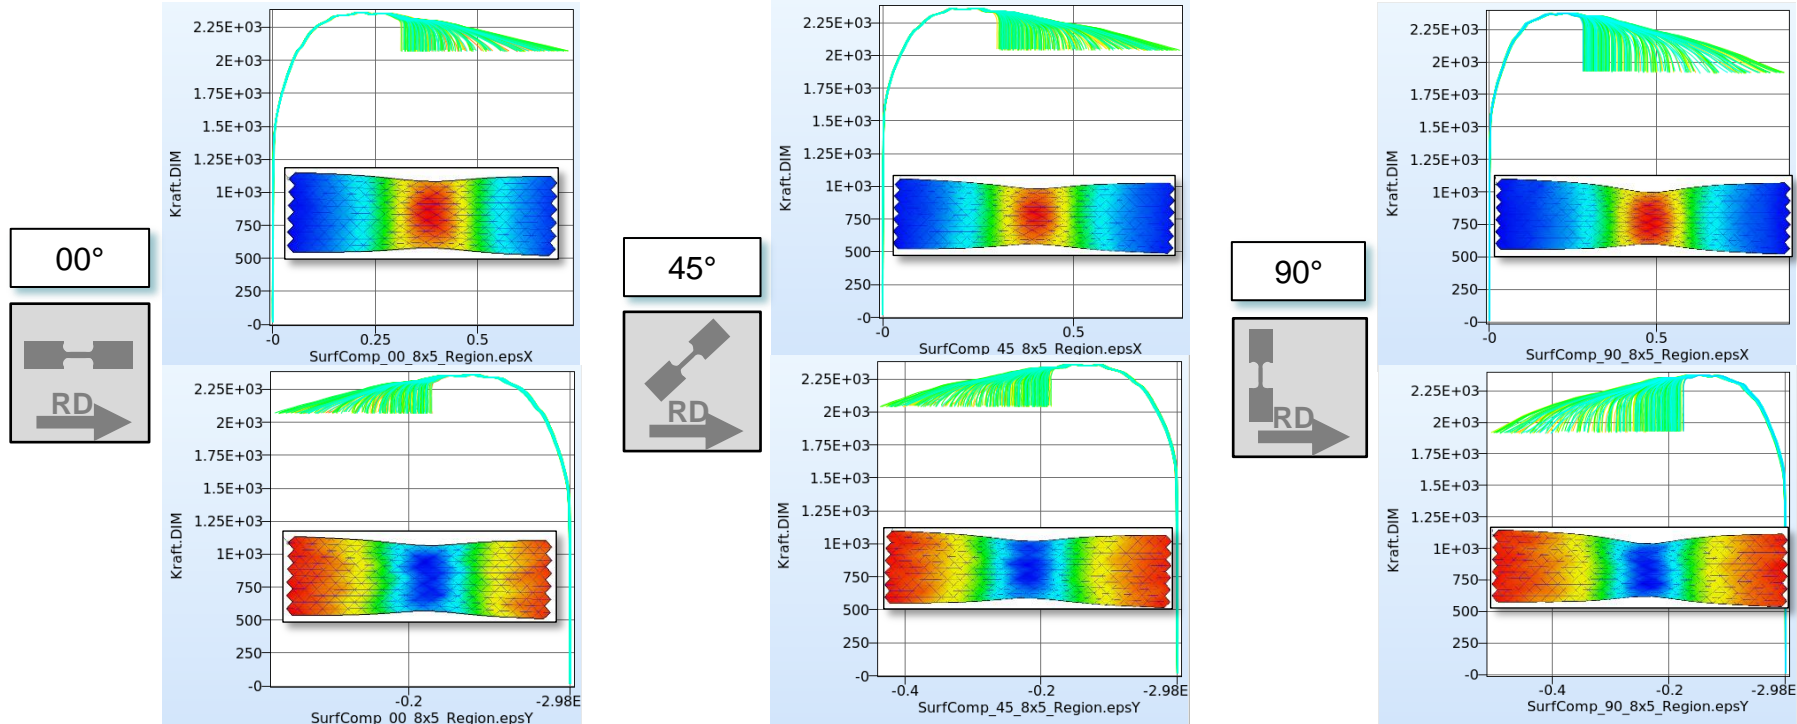 00°
RD
Kraft.DIM
2.25E+03
2E+03
1.75E+03
1.5E+03
1.25E+03
1E+03
750
500
250
-0
-0 0.25 0.5
SurfComp_00_8x5_Region.epsX
Kraft.DIM
2.25E+03
2E+03
1.75E+03
1.5E+03
1.25E+03
1E+03
750
500
250
-0
-0.2 -2.98E
SurfComp_00_8x5_Region.epsY
45°
RD
Kraft.DIM
2.25E+03
2E+03
1.75E+03
1.5E+03
1.25E+03
1E+03
750
500
250
-0
-0 0.5
SurfComp_45_8x5_Region.epsX
Kraft.DIM
2.25E+03
2E+03
1.75E+03
1.5E+03
1.25E+03
1E+03
750
500
250
-0
-0.4 -0.2 -2.98E
SurfComp_45_8x5_Region.epsY
90°
RD
Kraft.DIM
2.25E+03
2E+03
1.75E+03
1.5E+03
1.25E+03
1E+03
750
500
250
-0
-0 0.5
SurfComp_90_8x5_Region.epsX
Kraft.DIM
2.25E+03
2E+03
1.75E+03
1.5E+03
1.25E+03
1E+03
750
500
250
-0
-0.4 -0.2 -2.98E
SurfComp_90_8x5_Region.epsY